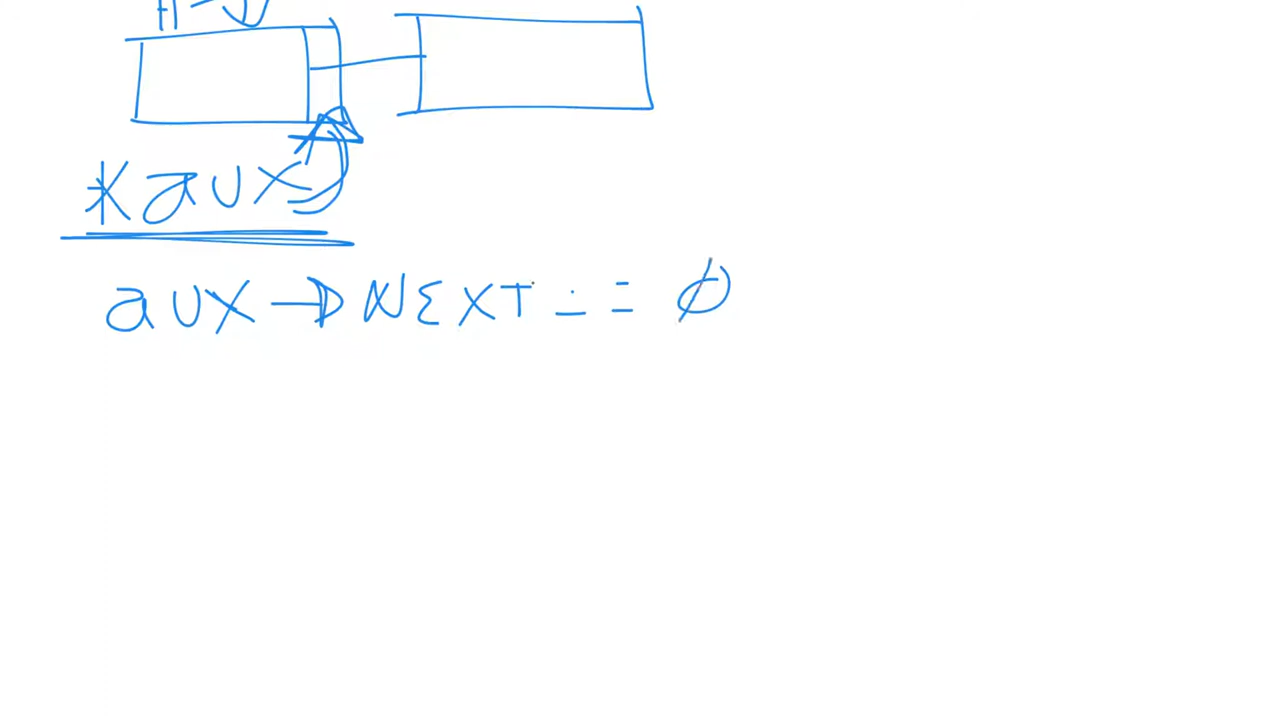 *aux
aux → NEXT == Ø